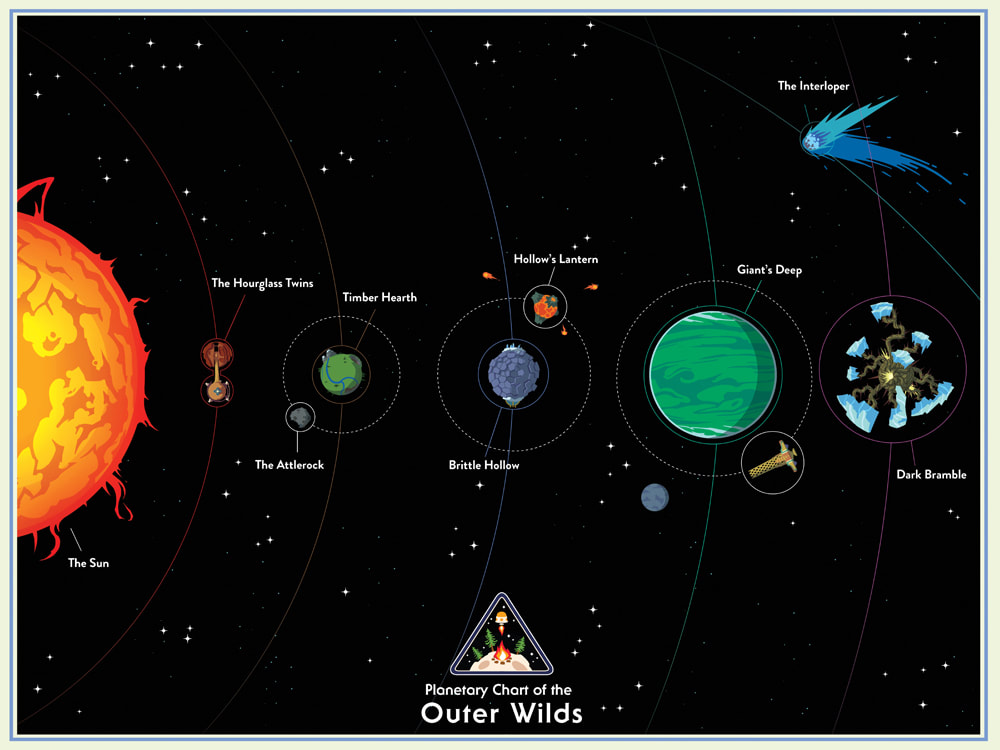 The Interloper
Hollow's Lantern
Giant's Deep
The Hourglass Twins
Timber Hearth
The Attlerock
Brittle Hollow
Dark Bramble
The Sun
Planetary Chart of the
Outer Wilds